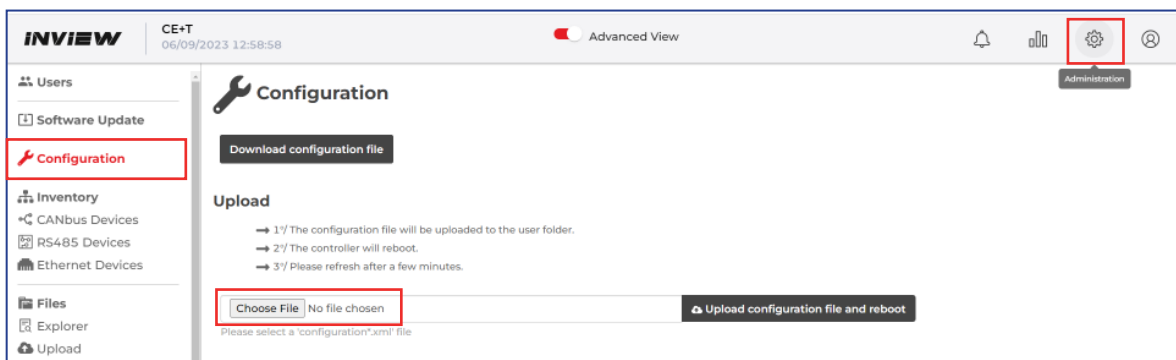 INVIEW
CE+T
06/09/2023 12:58:58
Advanced View
Administration
Users
Software Update
Configuration
Inventory
CANbus Devices
RS485 Devices
Ethernet Devices
Files
Explorer
Upload
Configuration
Download configuration file
Upload
1°/ The configuration file will be uploaded to the user folder.
2°/ The controller will reboot.
3°/ Please refresh after a few minutes.
Choose File No file chosen
Upload configuration file and reboot
Please select a 'configuration*.xml' file